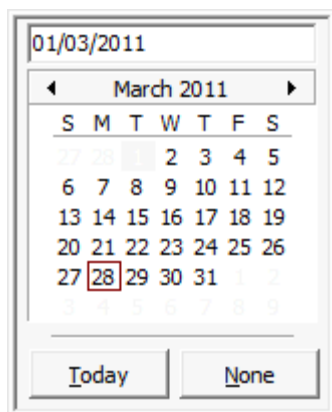 01/03/2011
March 2011
S M T W T F S
27 28 1 2 3 4 5
6 7 8 9 10 11 12
13 14 15 16 17 18 19
20 21 22 23 24 25 26
27 28 29 30 31 1 2
3 4 5 6 7 8 9
Today None